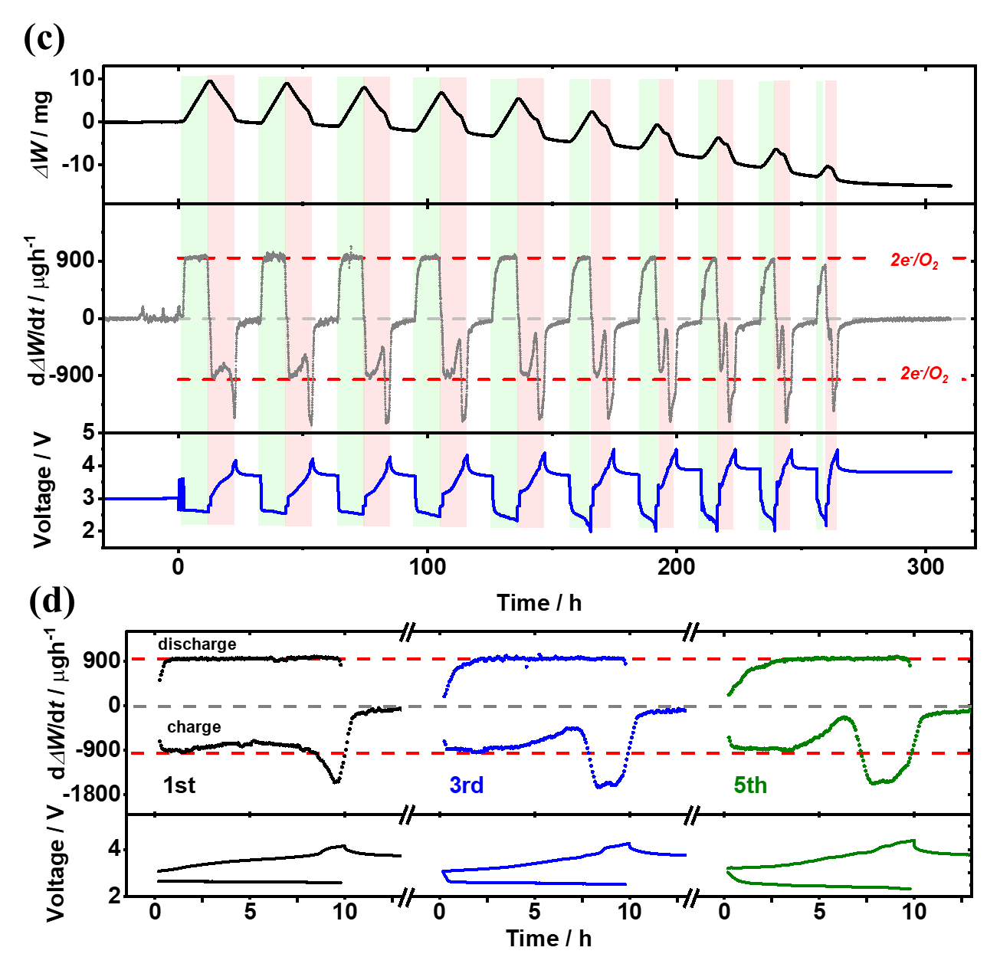 (c)
10
0
-10
ΔW / mg
900
0
-900
dΔW/dt / μgh⁻¹
2e⁻/O₂
2e⁻/O₂
5
4
3
2
Voltage / V
0
100
200
300
Time / h
(d)
discharge
charge
900
0
-900
-1800
dΔW/dt / μgh⁻¹
1st
3rd
5th
4
2
Voltage / V
0
5
10
0
5
10
0
5
10
Time / h